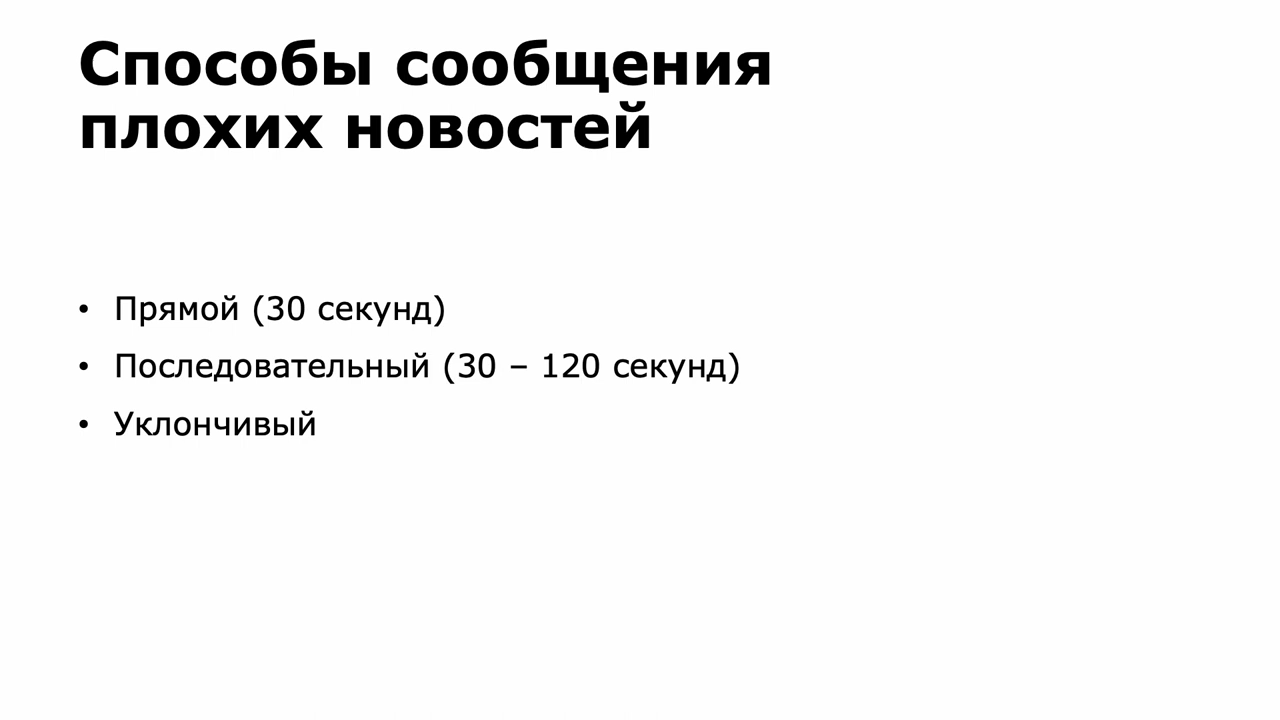 Способы сообщения
плохих новостей
• Прямой (30 секунд)
• Последовательный (30 – 120 секунд)
• Уклончивый